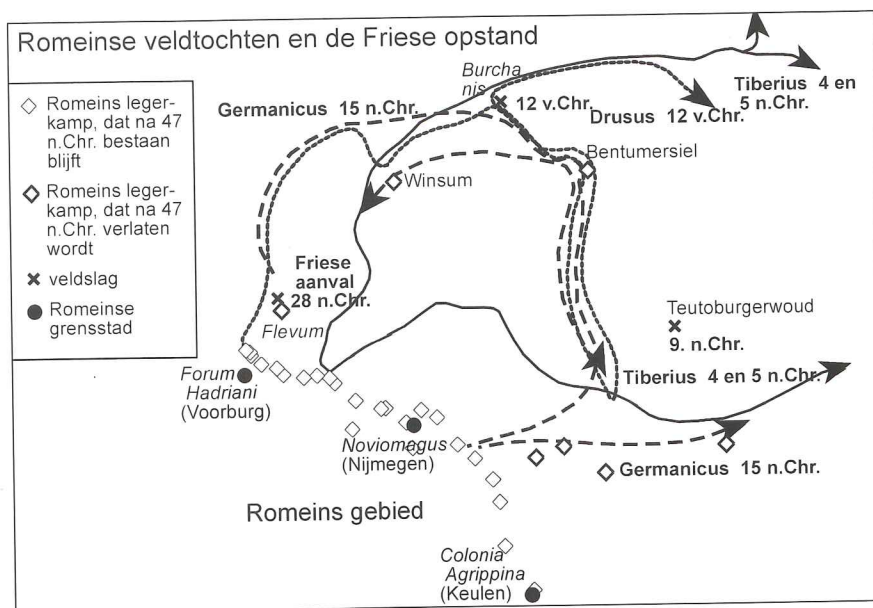 Romeinse veldtochten en de Friese opstand
Romeins leger-
kamp, dat na 47
n.Chr. bestaan
blijft
Romeins leger-
kamp, dat na 47
n.Chr. verlaten
wordt
veldslag
Romeinse
grensstad
Burcha
nis
12 v.Chr.
Germanicus 15 n.Chr.
Drusus 12 v.Chr.
Tiberius 4 en
5 n.Chr.
Bentumersiel
Winsum
Friese
aanval
28 n.Chr.
Flevum
Teutoburgerwoud
9. n.Chr.
Forum
Hadriani
(Voorburg)
Tiberius 4 en 5 n.Chr.
Noviomagus
(Nijmegen)
Germanicus 15 n.Chr.
Romeins gebied
Colonia
Agrippina
(Keulen)